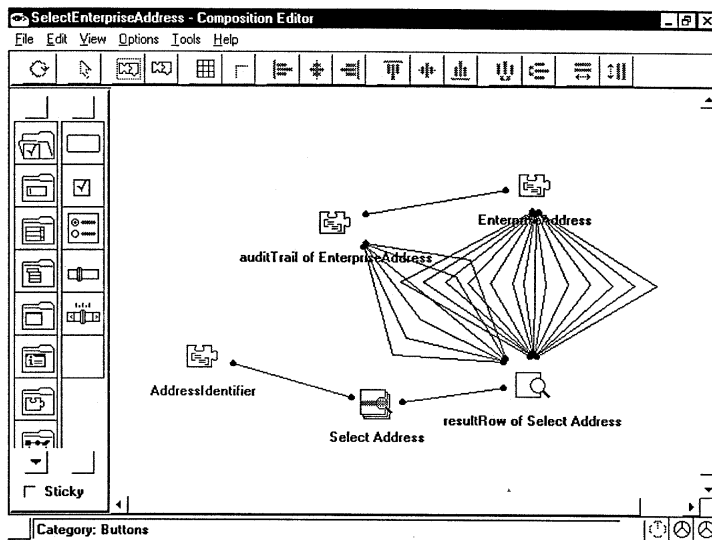 SelectEnterpriseAddress - Composition Editor
File Edit View Options Tools Help
EnterpriseAddress
auditTrail of EnterpriseAddress
AddressIdentifier
resultRow of Select Address
Select Address
Sticky
Category: Buttons